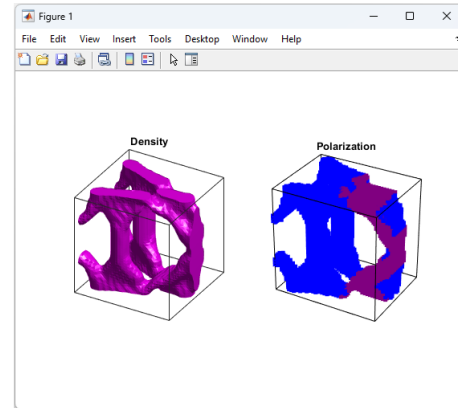 Figure 1
File Edit View Insert Tools Desktop Window Help
Density
Polarization